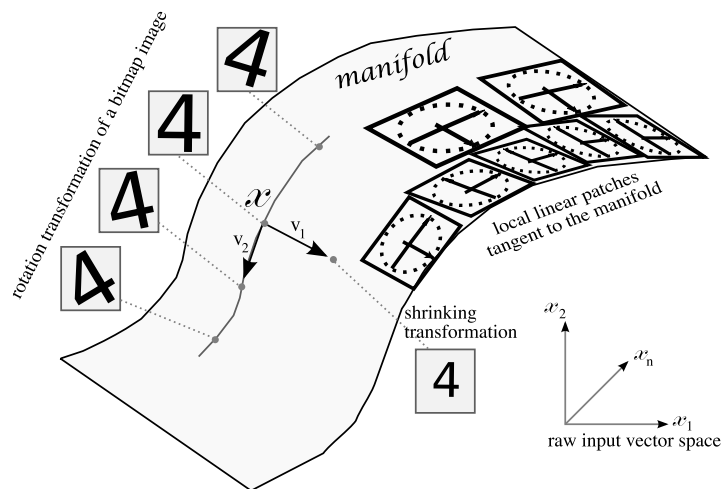 rotation transformation of a bitmap image
4
4
4
4
manifold
x
v1
v2
local linear patches
tangent to the manifold
shrinking
transformation
4
x2
xn
x1
raw input vector space